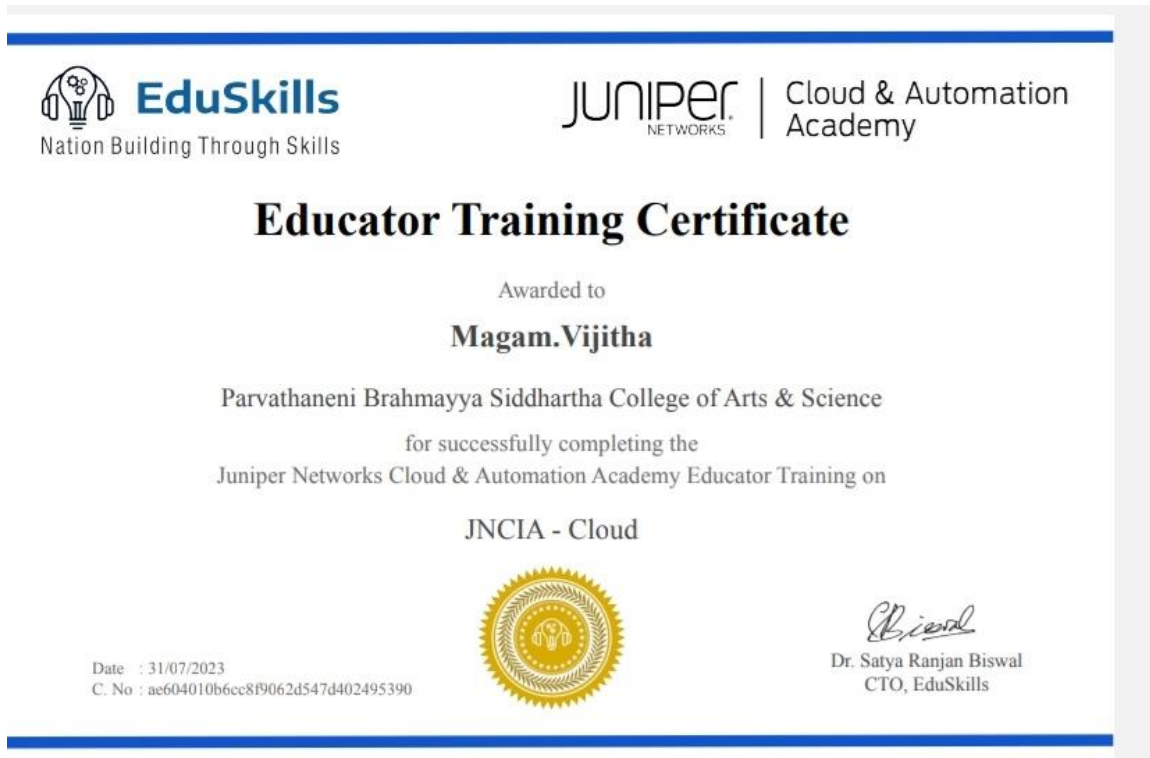 EduSkills
Nation Building Through Skills
JUNIPER
NETWORKS
Cloud & Automation
Academy
Educator Training Certificate
Awarded to
Magam.Vijitha
Parvathaneni Brahmayya Siddhartha College of Arts & Science
for successfully completing the
Juniper Networks Cloud & Automation Academy Educator Training on
JNCIA - Cloud
Date : 31/07/2023
C. No : ae604010b6cc8f9062d547d402495390
Dr. Satya Ranjan Biswal
CTO, EduSkills